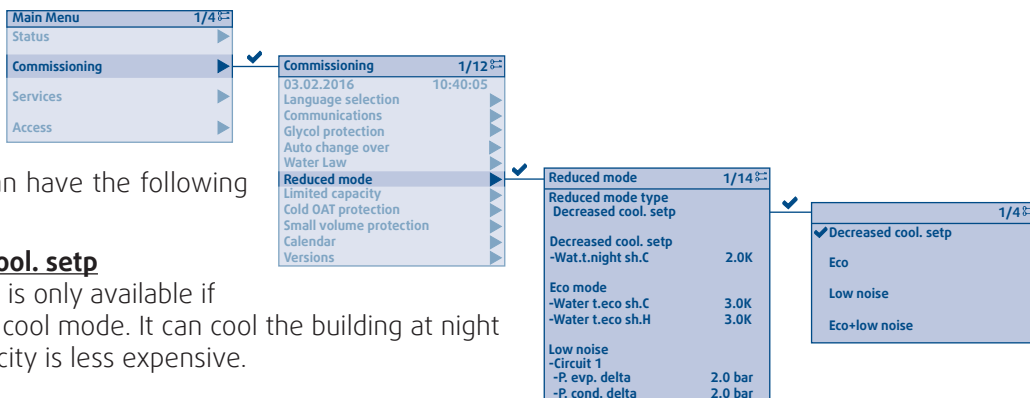 Main Menu 1/4
Status
Commissioning
Services
Access
Commissioning 1/12
03.02.2016 10:40:05
Language selection
Communications
Glycol protection
Auto change over
Water Law
Reduced mode
Limited capacity
Cold OAT protection
Small volume protection
Calendar
Versions
Reduced mode 1/14
Reduced mode type
Decreased cool. setp
Decreased cool. setp
-Wat.t.night sh.C 2.0K
Eco mode
-Water t.eco sh.C 3.0K
-Water t.eco sh.H 3.0K
Low noise
-Circuit 1
-P. evp. delta 2.0 bar
-P. cond. delta 2.0 bar
1/4
Decreased cool. setp
Eco
Low noise
Eco+low noise
have the following
ool. setp
is only available if
cool mode. It can cool the building at night
city is less expensive.